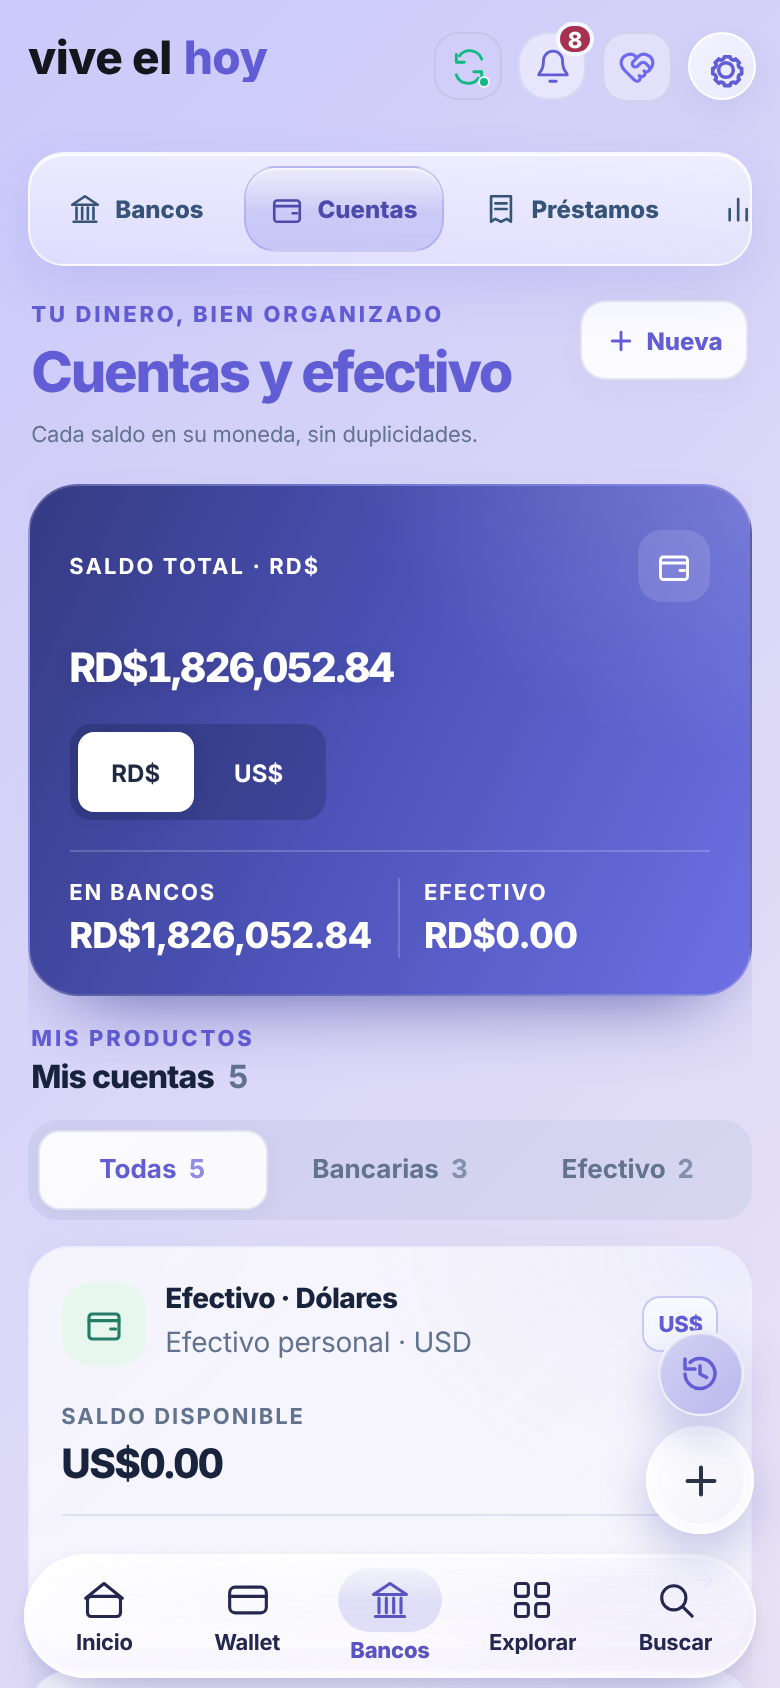 vive el hoy
8
Bancos Cuentas Préstamos
TU DINERO, BIEN ORGANIZADO
Cuentas y efectivo
+ Nueva
Cada saldo en su moneda, sin duplicidades.
SALDO TOTAL · RD$
RD$1,826,052.84
RD$ US$
EN BANCOS EFECTIVO
RD$1,826,052.84 RD$0.00
MIS PRODUCTOS
Mis cuentas 5
Todas 5 Bancarias 3 Efectivo 2
Efectivo · Dólares
Efectivo personal · USD
US$
SALDO DISPONIBLE
US$0.00
Inicio Wallet Bancos Explorar Buscar